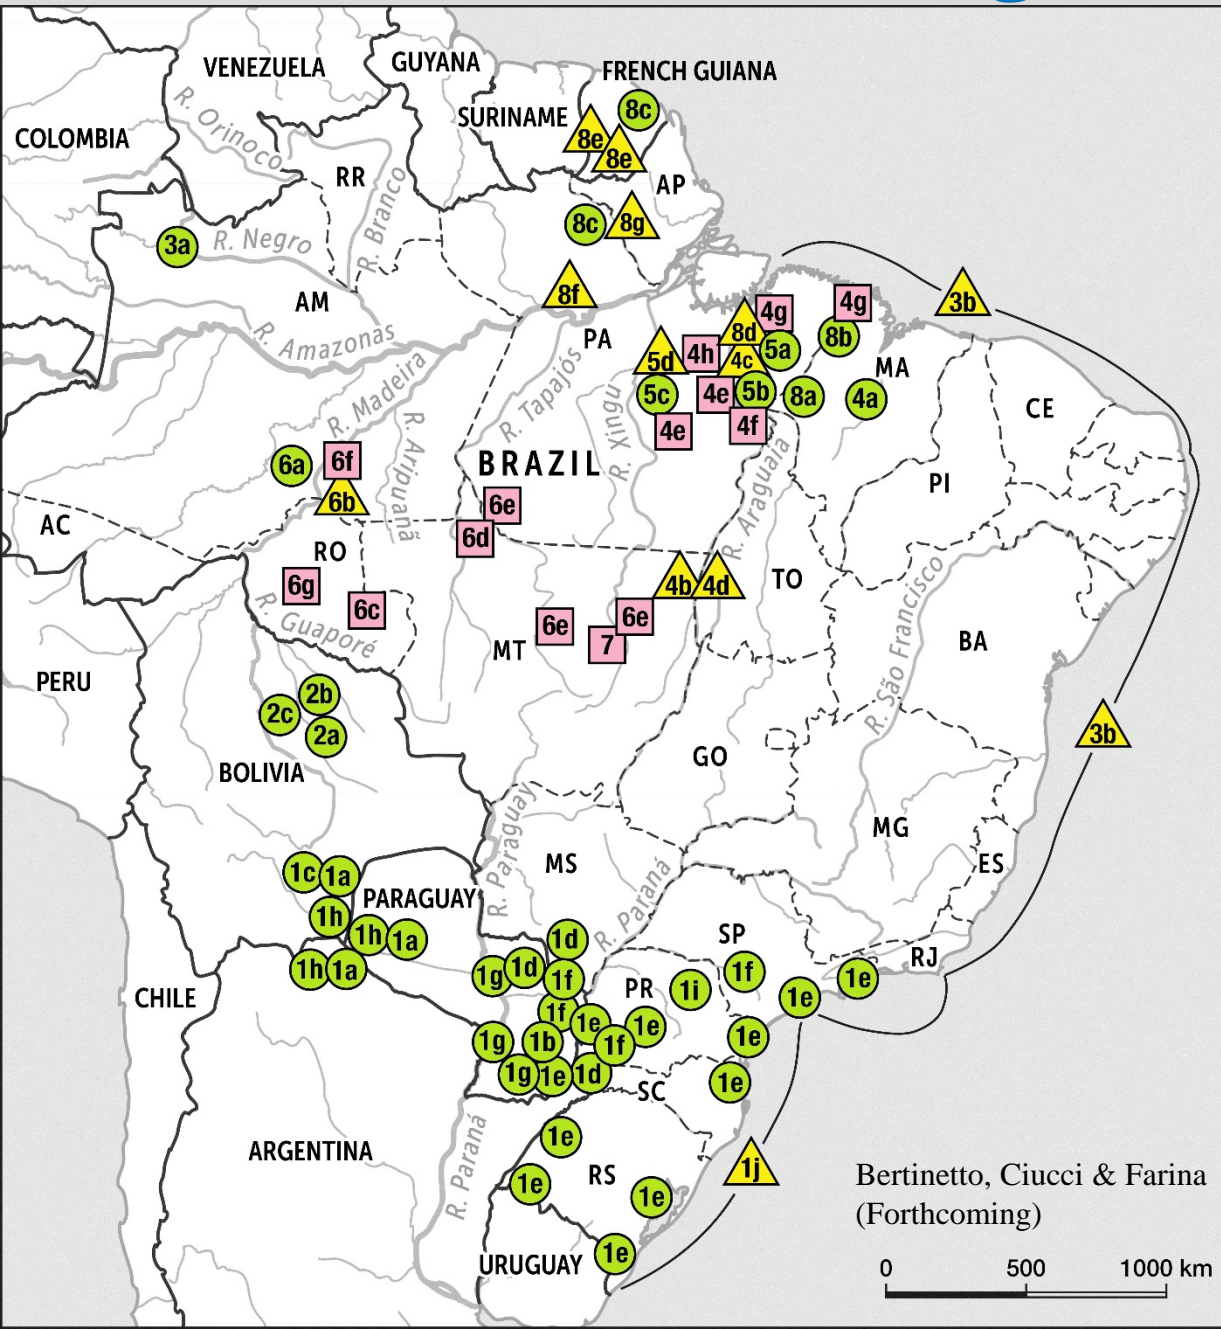 VENEZUELA
GUYANA
FRENCH GUIANA
SURINAME
COLOMBIA
R. Orinoco
8c
8e
8e
RR
R. Branco
AP
3a
R. Negro
8c
8g
AM
8f
3b
R. Amazonas
PA
4g
4g
8d
8b
5d
4h
4c
5a
MA
R. Madeira
R. Tapajós
5c
4e
5b
8a
4a
CE
R. Xingu
4e
4f
R. Aripuanã
6a
6f
BRAZIL
R. Araguaia
PI
6b
6e
AC
6d
RO
6g
6c
4b
4d
TO
R. São Francisco
R. Guaporé
6e
6e
7
MT
BA
PERU
2b
2c
2a
3b
BOLIVIA
GO
R. Paraguay
MG
MS
ES
1c
1a
PARAGUAY
R. Paraná
1h
1h
1a
1d
SP
RJ
1h
1a
1g
1d
1f
1f
1e
CHILE
PR
1i
1e
1f
1e
1e
1g
1b
1f
1e
1g
1e
1d
SC
1e
R. Paraná
1e
ARGENTINA
1j
RS
1e
1e
Bertinetto, Ciucci & Farina
(Forthcoming)
URUGUAY
1e
0 500 1000 km